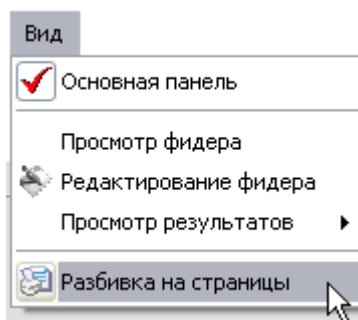 Вид
Основная панель
Просмотр фидера
Редактирование фидера
Просмотр результатов
Разбивка на страницы